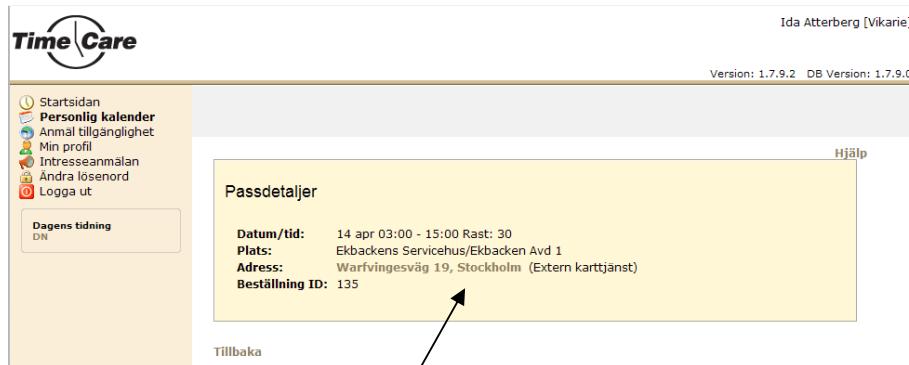 Time Care
Ida Atterberg [Vikarie]
Version: 1.7.9.2 DB Version: 1.7.9.0
Startsidan
Personlig kalender
Anmäl tillgänglighet
Min profil
Intresseanmälan
Ändra lösenord
Logga ut
Dagens tidning
DN
Hjälp
Passdetaljer
Datum/tid: 14 apr 03:00 - 15:00 Rast: 30
Plats: Ekbackens Servicehus/Ekbacken Avd 1
Adress: Warfvingesväg 19, Stockholm (Extern karttjänst)
Beställning ID: 135
Tillbaka